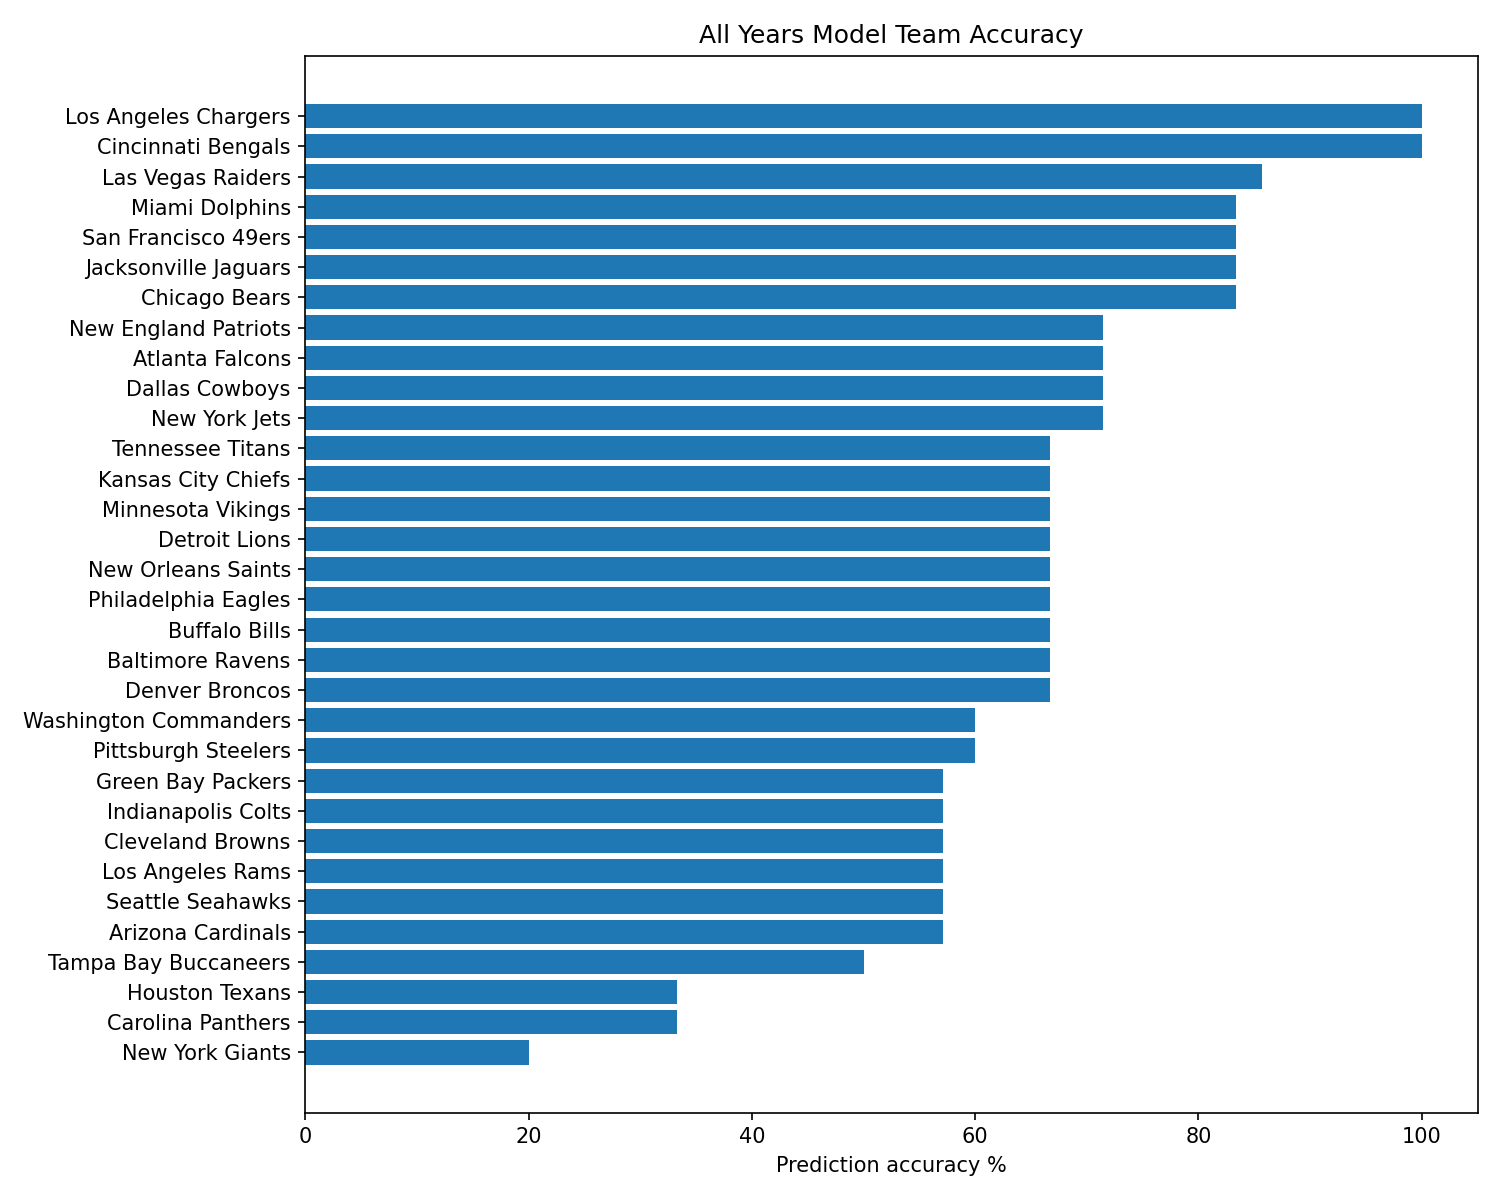 All Years Model Team Accuracy
Los Angeles Chargers
Cincinnati Bengals
Las Vegas Raiders
Miami Dolphins
San Francisco 49ers
Jacksonville Jaguars
Chicago Bears
New England Patriots
Atlanta Falcons
Dallas Cowboys
New York Jets
Tennessee Titans
Kansas City Chiefs
Minnesota Vikings
Detroit Lions
New Orleans Saints
Philadelphia Eagles
Buffalo Bills
Baltimore Ravens
Denver Broncos
Washington Commanders
Pittsburgh Steelers
Green Bay Packers
Indianapolis Colts
Cleveland Browns
Los Angeles Rams
Seattle Seahawks
Arizona Cardinals
Tampa Bay Buccaneers
Houston Texans
Carolina Panthers
New York Giants
0 20 40 60 80 100
Prediction accuracy %